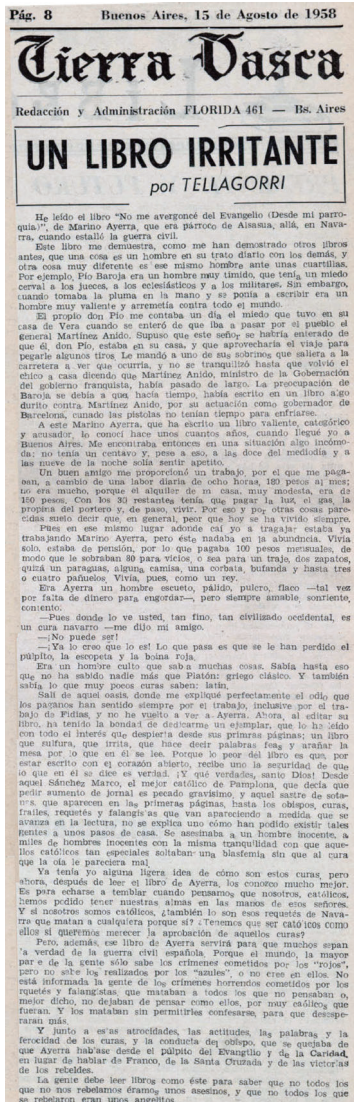 Pág. 8 Buenos Aires, 15 de Agosto de 1958
Tierra Vasca
Redacción y Administración FLORIDA 461 — Bs. Aires
UN LIBRO IRRITANTE
por TELLAGORRI
He leído el libro "No me avergoncé del Evangelio (Desde mi parro-
quia)", de Marino Ayerra, que era párroco de Alsasua, allá, en Nava-
rra, cuando estalló la guerra civil.
Este libro me demuestra, como me han demostrado otros libros
antes, que una cosa es un hombre en su trato diario con los demás, y
otra cosa muy diferente es ese mismo hombre ante unas cuartillas.
Por ejemplo, Pío Baroja era un hombre muy tímido, que tenía un miedo
cerval a los jueces, a los eclesiásticos y a los militares. Sin embargo,
cuando tomaba la pluma en la mano y se ponía a escribir era un
hombre muy valiente y arremetía contra todo el mundo.
El propio don Pío me contaba un día el miedo que tuvo en su
casa de Vera cuando se enteró de que iba a pasar por el pueblo el
general Martínez Anido. Supuso que este señor se habría enterado de
que él, don Pío, estaba en su casa, y que aprovecharía el viaje para
pegarle algunos tiros. Le mandó a uno de sus sobrinos que saliera a la
carretera a ver que ocurría, y no se tranquilizó hasta que volvió el
chico a casa diciendo que Martínez Anido, ministro de la Gobernación
del gobierno franquista, había pasado de largo. La preocupación de
Baroja se debía a que hacía tiempo, había escrito en un libro algo
durito contra Martínez Anido, por su actuación como gobernador de
Barcelona, cuando las pistolas no tenían tiempo para enfriarse.
A este Marino Ayerra, que ha escrito un libro valiente, categórico
y acusador, lo conocí hace unos cuantos años, cuando llegué yo a
Buenos Aires. Me encontraba entonces en una situación algo incómo-
da: no tenía un centavo y, pese a eso, a las doce del mediodía y a
las nueve de la noche solía sentir apetito.
Un buen amigo me proporcionó un trabajo, por el que me paga-
ban, a cambio de una labor diaria de ocho horas, 180 pesos al mes;
no era mucho, porque el alquiler de mi casa, muy modesta, era de
150 pesos. Con los 30 restantes tenía que pagar la luz, el gas, la
propina del portero y, de paso, vivir. Por eso y por otras cosas pare-
cidas suelo decir que, en general, peor que hoy se ha vivido siempre.
Pues en ese mismo lugar adonde caí yo a trabajar estaba ya
trabajando Marino Ayerra, pero éste nadaba en la abundancia. Vivía
solo, estaba de pensión, por lo que pagaba 100 pesos mensuales, de
modo que le sobraban 80 para vicios, o sea para un traje, dos zapatos,
quizá un paraguas, alguna camisa, una corbata, bufanda y hasta tres
o cuatro pañuelos. Vivía, pues, como un rey.
Era Ayerra un hombre escueto, pálido, pulcro, flaco —tal vez
por falta de dinero para engordar—, pero siempre amable, sonriente,
contento.
—Pues donde lo ve usted, tan fino, tan civilizado occidental, es
un cura navarro —me dijo mi amigo.
—¡No puede ser!
—¡Ya lo creo que lo es! Lo que pasa es que se le han perdido el
púlpito, la escopeta y la boina roja.
Era un hombre culto que sabía muchas cosas. Sabía hasta eso
que no ha sabido nadie más que Platón: griego clásico. Y también
sabía lo que muy pocos curas saben: latín.
Salí de aquel oasis, donde me expliqué perfectamente el odio que
los paganos han sentido siempre por el trabajo, inclusive por el tra-
bajo de Fidias, y no he vuelto a ver a Ayerra. Ahora, al editar su
libro, ha tenido la bondad de dedicarme un ejemplar, que lo he leído
con todo el interés que despierta desde sus primeras páginas; un libro
que sulfura, que irrita, que hace decir palabras feas y arañar la
mesa por lo que en él se lee. Porque lo peor del libro es que, por
estar escrito con el corazón abierto, recibe uno la seguridad de que
lo que en él se dice es verdad. ¡Y qué verdades, santo Dios! Desde
aquel Sánchez Marco, el mejor católico de Pamplona, que decía que
pedir aumento de jornal es pecado gravísimo, y aquel sastre de sota-
nas, que aparecen en las primeras páginas, hasta los obispos, curas,
frailes, requetés y falangistas que van apareciendo a medida que se
avanza en la lectura, no se explica uno cómo han podido existir tales
gentes a unos pasos de casa. Se asesinaba a un hombre inocente, a
miles de hombres inocentes con la misma tranquilidad con que aque-
llos católicos tan especiales soltaban una blasfemia sin que al cura
que la oía le pareciera mal.
Ya tenía yo alguna ligera idea de cómo son estos curas, pero
ahora, después de leer el libro de Ayerra, los conozco mucho mejor.
Es para echarse a temblar cuando pensamos que nosotros, católicos,
hemos podido tener nuestras almas en las manos de esos señores.
Y si nosotros somos católicos, ¿también lo son esos requetés de Nava-
rra que matan a cualquiera porque sí? ¿Tenemos que ser católicos como
ellos si queremos merecer la aprobación de aquellos curas?
Pero, además, ese libro de Ayerra servirá para que muchos sepan
la verdad de la guerra civil española. Porque el mundo, la mayor
parte de la gente sólo sabe los crímenes cometidos por los "rojos",
pero no sabe los realizados por los "azules", o no cree en ellos. No
está informada la gente de los crímenes horrendos cometidos por los
requetés y falangistas, que mataban a todos los que no pensaban o,
mejor dicho, no dejaban de pensar como ellos, por muy católicos que
fueran. Y los mataban sin permitirles confesarse, para que desespe-
raran más.
Y junto a esas atrocidades, las actitudes, las palabras y la
ferocidad de los curas, y la conducta del obispo, que se quejaba de
que Ayerra hablase desde el púlpito del Evangelio y de la Caridad,
en lugar de hablar de Franco, de la Santa Cruzada y de las victorias
de los rebeldes.
La gente debe leer libros como éste para saber que no todos los
que no nos rebelamos éramos unos asesinos, y que no todos los que
se rebelaron eran unos angelitos.